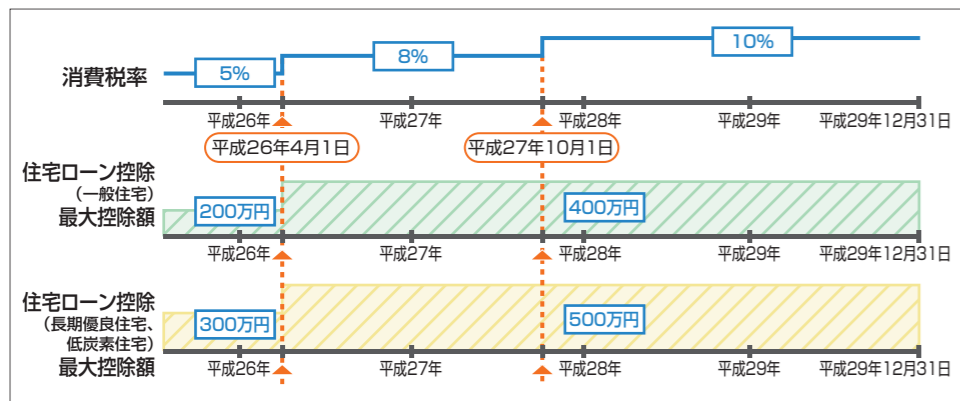 消費税率
5%
8%
10%
平成26年
平成27年
平成28年
平成29年
平成29年12月31日
平成26年4月1日
平成27年10月1日
住宅ローン控除
（一般住宅）
最大控除額
200万円
400万円
平成26年
平成27年
平成28年
平成29年
平成29年12月31日
住宅ローン控除
（長期優良住宅、
低炭素住宅）
最大控除額
300万円
500万円
平成26年
平成27年
平成28年
平成29年
平成29年12月31日